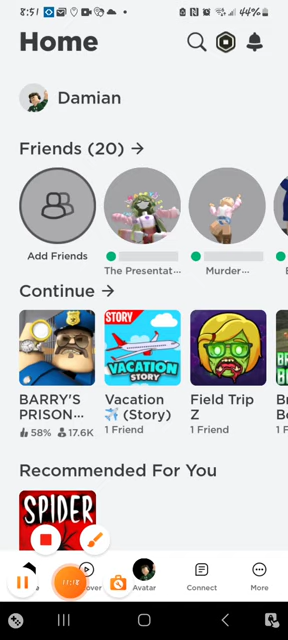 8:51
44%
Home
Damian
Friends (20) →
Add Friends
The Presentat...
Murder...
Continue →
STORY
VACATION
STORY
BARRY'S
PRISON...
58% 17.6K
Vacation
✈️ (Story)
1 Friend
Field Trip
Z
1 Friend
Recommended For You
SPIDER
Avatar
Connect
More